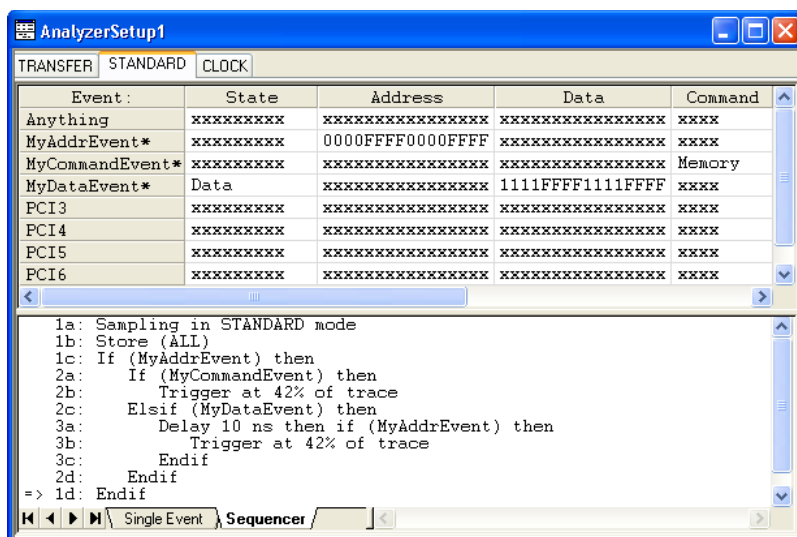 AnalyzerSetup1
TRANSFER STANDARD CLOCK
Event: State Address Data Command
Anything xxxxxxxxx xxxxxxxxxxxxxxxx xxxxxxxxxxxxxxxx xxxx
MyAddrEvent* xxxxxxxxx 0000FFFF0000FFFF xxxxxxxxxxxxxxxx xxxx
MyCommandEvent* xxxxxxxxx xxxxxxxxxxxxxxxx xxxxxxxxxxxxxxxx Memory
MyDataEvent* Data xxxxxxxxxxxxxxxx 1111FFFF1111FFFF xxxx
PCI3 xxxxxxxxx xxxxxxxxxxxxxxxx xxxxxxxxxxxxxxxx xxxx
PCI4 xxxxxxxxx xxxxxxxxxxxxxxxx xxxxxxxxxxxxxxxx xxxx
PCI5 xxxxxxxxx xxxxxxxxxxxxxxxx xxxxxxxxxxxxxxxx xxxx
PCI6 xxxxxxxxx xxxxxxxxxxxxxxxx xxxxxxxxxxxxxxxx xxxx
1a: Sampling in STANDARD mode
1b: Store (ALL)
1c: If (MyAddrEvent) then
2a: If (MyCommandEvent) then
2b: Trigger at 42% of trace
2c: Elsif (MyDataEvent) then
3a: Delay 10 ns then if (MyAddrEvent) then
3b: Trigger at 42% of trace
3c: Endif
2d: Endif
=> 1d: Endif
Single Event Sequencer